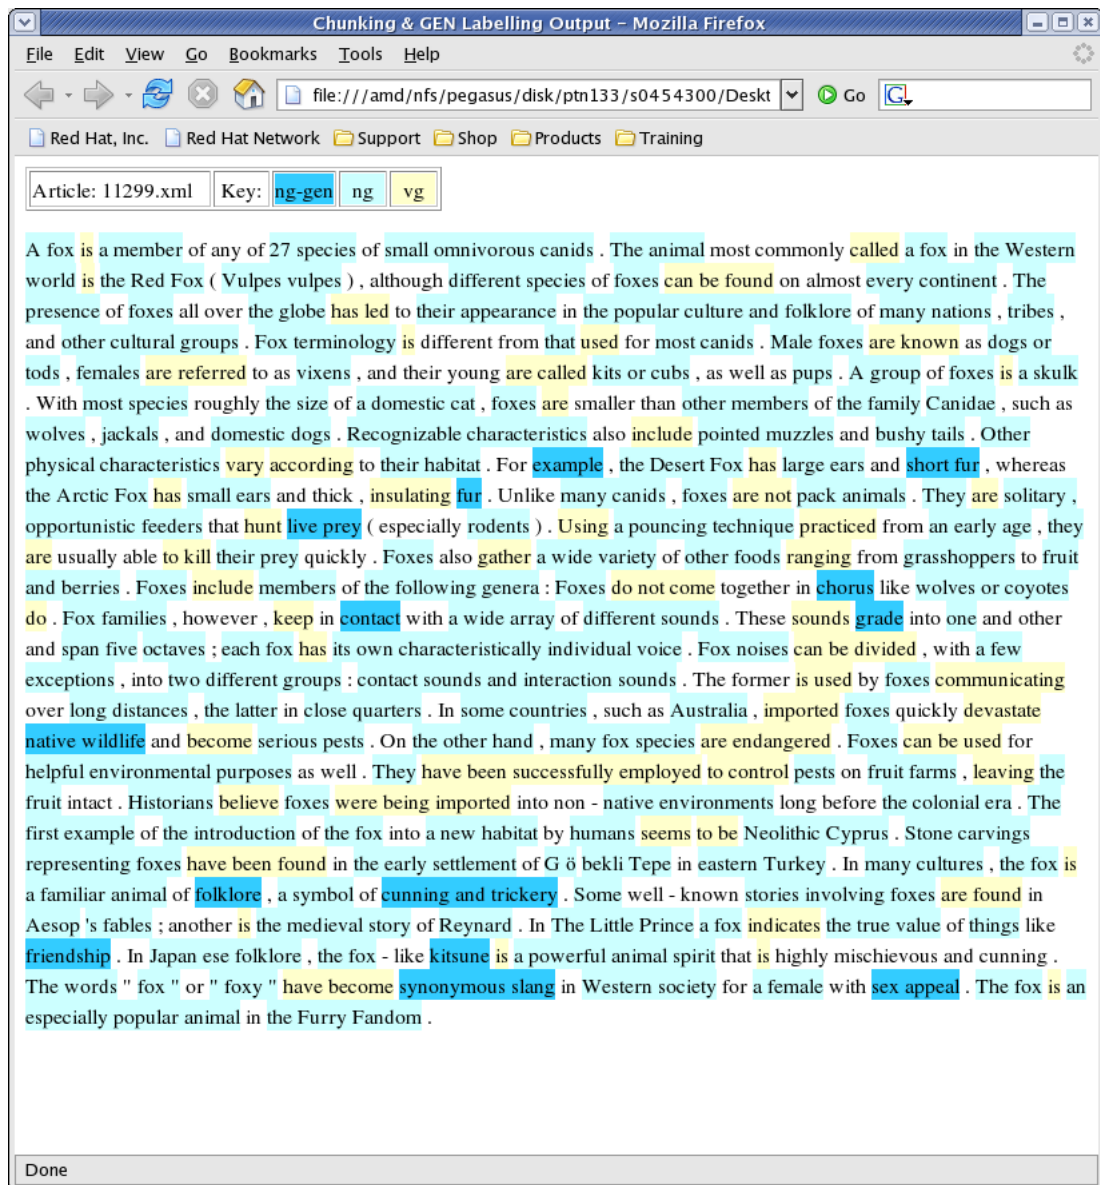 Chunking & GEN Labelling Output – Mozilla Firefox
File Edit View Go Bookmarks Tools Help
file:///amd/nfs/pegasus/disk/ptn133/s0454300/Deskt Go G
Red Hat, Inc. Red Hat Network Support Shop Products Training
Article: 11299.xml Key: ng-gen ng vg
A fox is a member of any of 27 species of small omnivorous canids . The animal most commonly called a fox in the Western
world is the Red Fox ( Vulpes vulpes ) , although different species of foxes can be found on almost every continent . The
presence of foxes all over the globe has led to their appearance in the popular culture and folklore of many nations , tribes ,
and other cultural groups . Fox terminology is different from that used for most canids . Male foxes are known as dogs or
tods , females are referred to as vixens , and their young are called kits or cubs , as well as pups . A group of foxes is a skulk
. With most species roughly the size of a domestic cat , foxes are smaller than other members of the family Canidae , such as
wolves , jackals , and domestic dogs . Recognizable characteristics also include pointed muzzles and bushy tails . Other
physical characteristics vary according to their habitat . For example , the Desert Fox has large ears and short fur , whereas
the Arctic Fox has small ears and thick , insulating fur . Unlike many canids , foxes are not pack animals . They are solitary ,
opportunistic feeders that hunt live prey ( especially rodents ) . Using a pouncing technique practiced from an early age , they
are usually able to kill their prey quickly . Foxes also gather a wide variety of other foods ranging from grasshoppers to fruit
and berries . Foxes include members of the following genera : Foxes do not come together in chorus like wolves or coyotes
do . Fox families , however , keep in contact with a wide array of different sounds . These sounds grade into one and other
and span five octaves ; each fox has its own characteristically individual voice . Fox noises can be divided , with a few
exceptions , into two different groups : contact sounds and interaction sounds . The former is used by foxes communicating
over long distances , the latter in close quarters . In some countries , such as Australia , imported foxes quickly devastate
native wildlife and become serious pests . On the other hand , many fox species are endangered . Foxes can be used for
helpful environmental purposes as well . They have been successfully employed to control pests on fruit farms , leaving the
fruit intact . Historians believe foxes were being imported into non - native environments long before the colonial era . The
first example of the introduction of the fox into a new habitat by humans seems to be Neolithic Cyprus . Stone carvings
representing foxes have been found in the early settlement of G ö bekli Tepe in eastern Turkey . In many cultures , the fox is
a familiar animal of folklore , a symbol of cunning and trickery . Some well - known stories involving foxes are found in
Aesop 's fables ; another is the medieval story of Reynard . In The Little Prince a fox indicates the true value of things like
friendship . In Japan ese folklore , the fox - like kitsune is a powerful animal spirit that is highly mischievous and cunning .
The words " fox " or " foxy " have become synonymous slang in Western society for a female with sex appeal . The fox is an
especially popular animal in the Furry Fandom .
Done